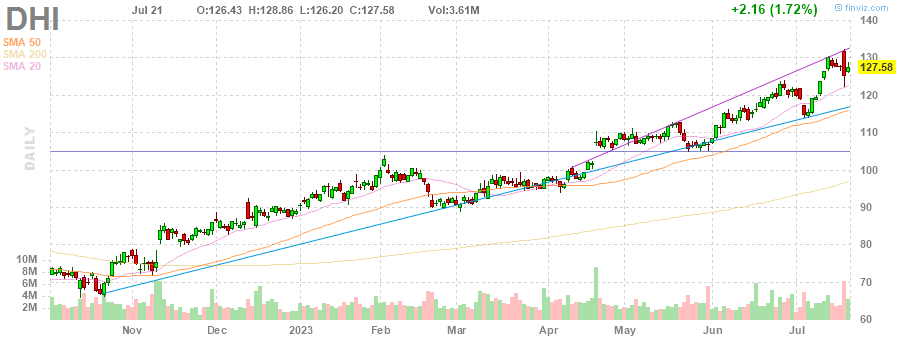 DHI
Jul 21 O:126.43 H:128.86 L:126.20 C:127.58 Vol:3.61M +2.16 (1.72%)
© finviz.com
SMA 50
SMA 200
SMA 20
DAILY
140
130
127.58
120
110
100
90
80
70
60
10M
8M
6M
4M
2M
Nov Dec 2023 Feb Mar Apr May Jun Jul